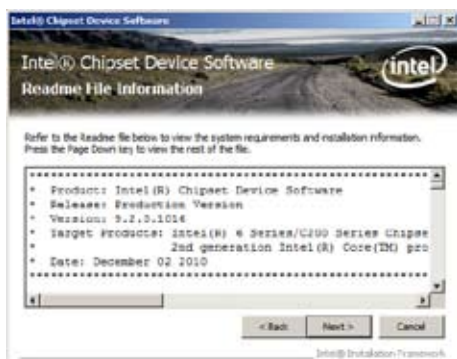 Intel® Chipset Device Software
Intel® Chipset Device Software
Readme File Information
(intel)
Refer to the Readme file below to view the system requirements and installation information.
Press the Page Down key to view the rest of the file.
************************************************************
* Product: Intel(R) Chipset Device Software
* Release: Production Version
* Version: 9.2.0.1016
* Target Products: Intel(R) 6 Series/C200 Series Chipse
* 2nd generation Intel(R) Core(TM) pro
* Date: December 02 2010
************************************************************
< Back
Next >
Cancel
Intel® Installation Framework